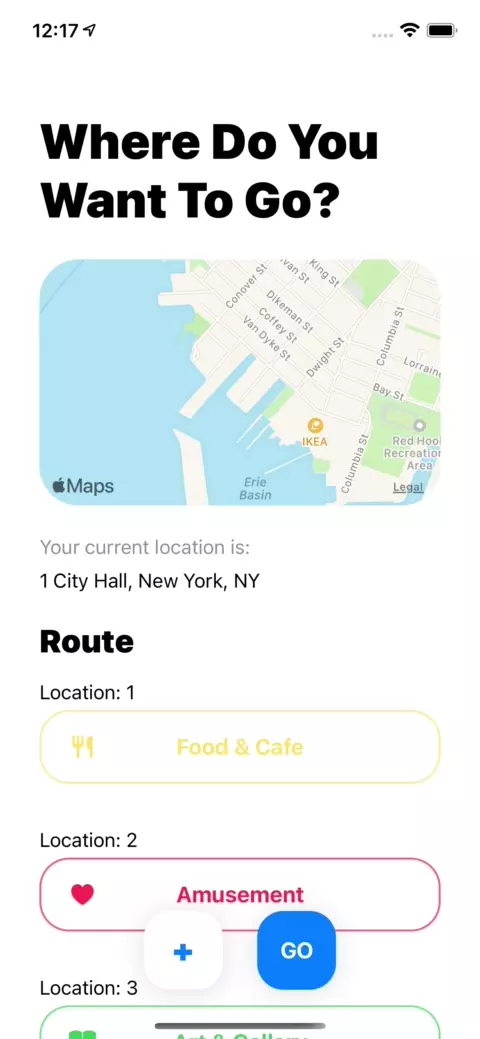 12:17
Where Do You
Want To Go?
King St
Conover St
Dikeman St
Coffey St
Van Dyke St
Dwight St
Columbia St
Bay St
IKEA
Columbia St
Recreation
Area
Erie
Basin
Maps
Legal
Your current location is:
1 City Hall, New York, NY
Route
Location: 1
Food & Cafe
Location: 2
Amusement
+
GO
Location: 3
Art & Gallery